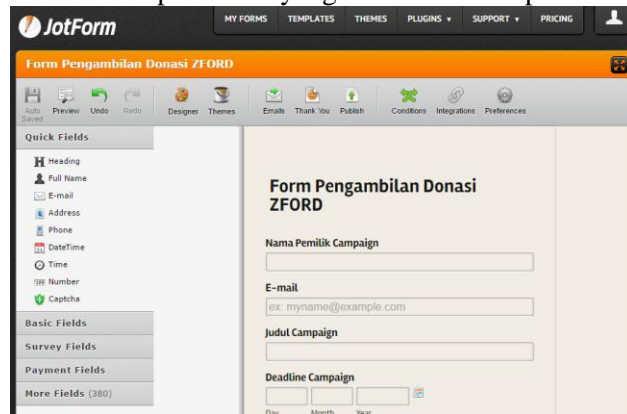 JotForm
MY FORMS TEMPLATES THEMES PLUGINS SUPPORT PRICING
Form Pengambilan Donasi ZFORD
Auto Saved Preview Undo Redo Designer Themes Emails Thank You Publish Conditions Integrations Preferences
Quick Fields
Heading
Full Name
E-mail
Address
Phone
DateTime
Time
Number
Captcha
Basic Fields
Survey Fields
Payment Fields
More Fields (380)
Form Pengambilan Donasi
ZFORD
Nama Pemilik Campaign
E-mail
ex: myname@example.com
Judul Campaign
Deadline Campaign
Day Month Year